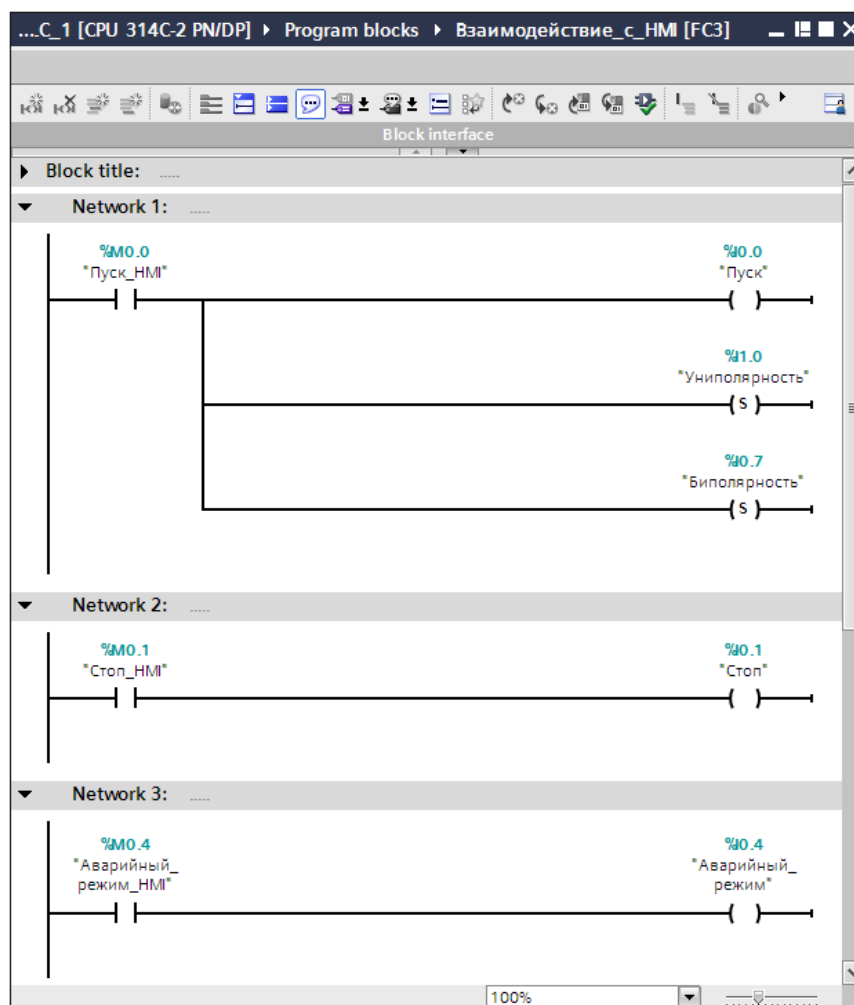 ...C_1 [CPU 314C-2 PN/DP] ▸ Program blocks ▸ Взаимодействие_с_HMI [FC3]
Block interface
Block title: .....
Network 1: .....
%M0.0
"Пуск_HMI"
%I0.0
"Пуск"
%I1.0
"Униполярность"
S
%I0.7
"Биполярность"
S
Network 2: .....
%M0.1
"Стоп_HMI"
%I0.1
"Стоп"
Network 3: .....
%M0.4
"Аварийный_
режим_HMI"
%I0.4
"Аварийный_
режим"
100%